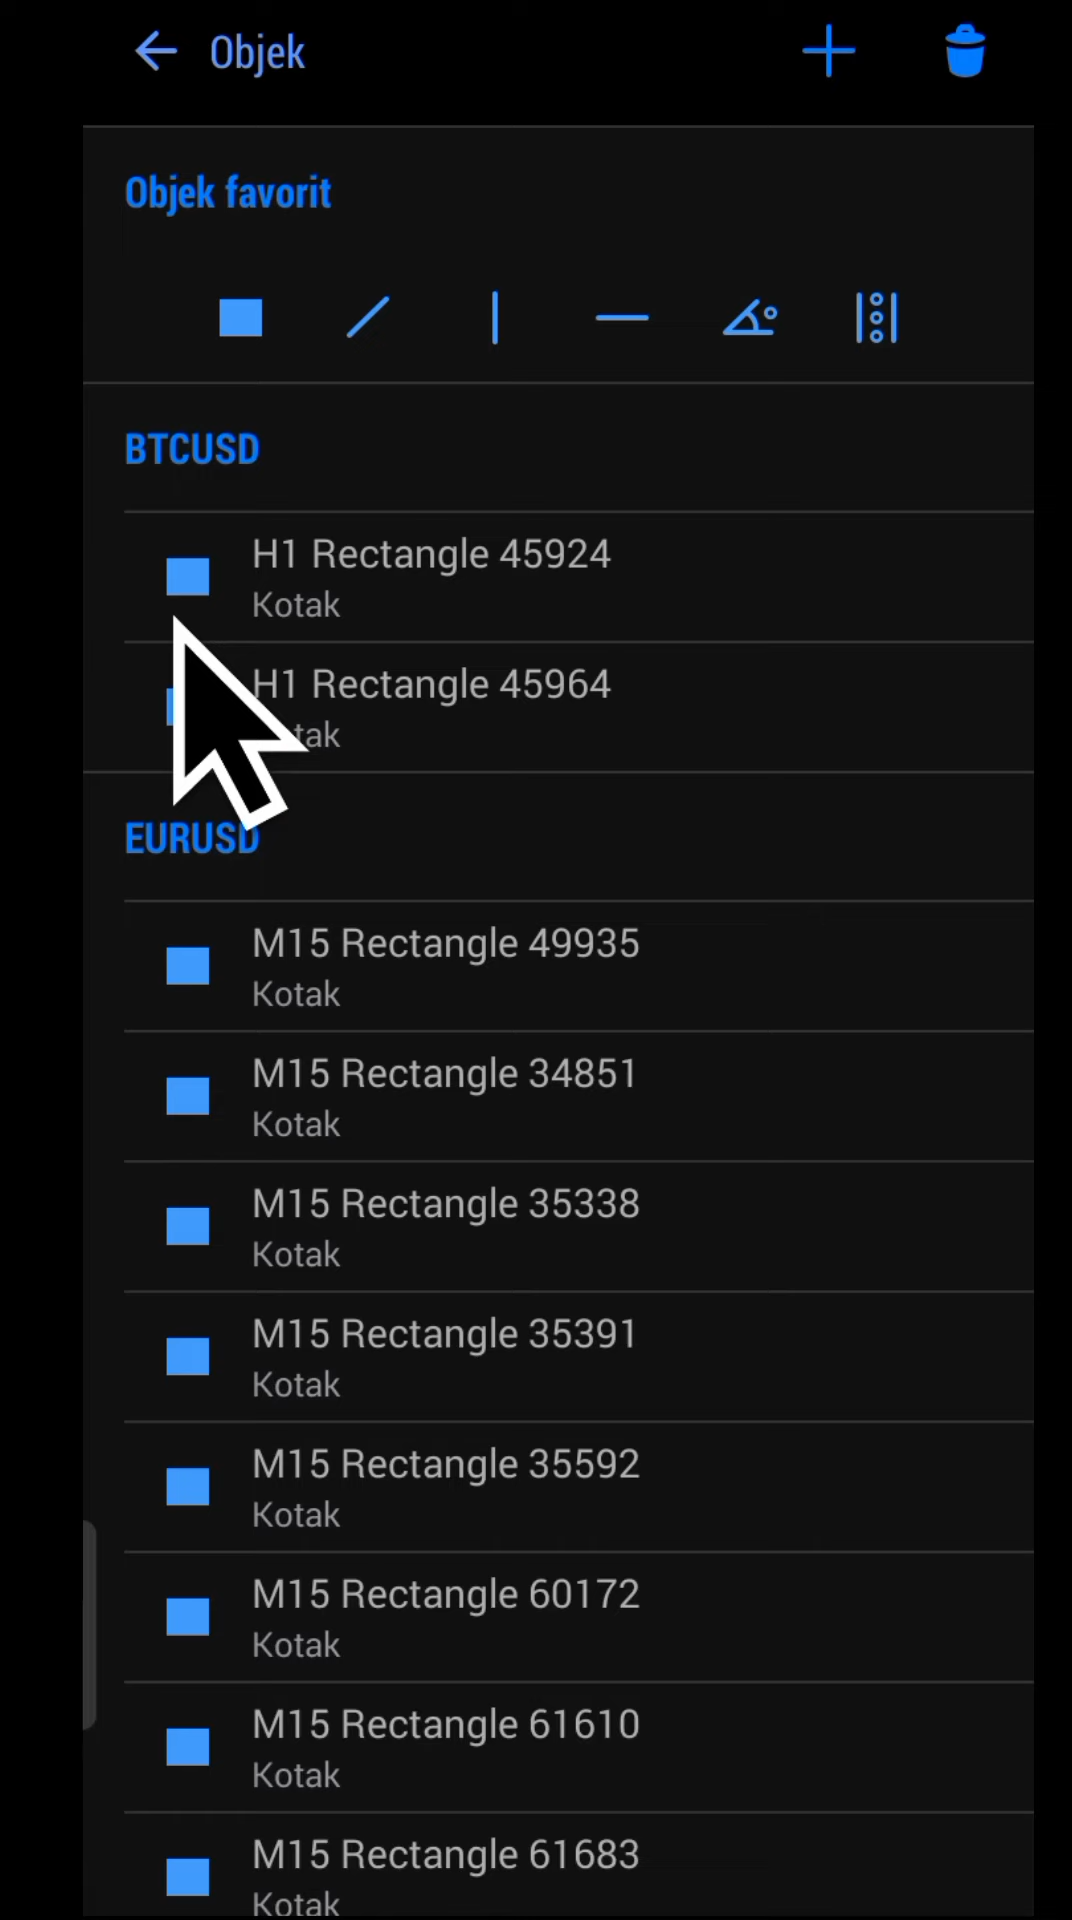 Objek
Objek favorit
BTCUSD
H1 Rectangle 45924
Kotak
H1 Rectangle 45964
EURUSD
M15 Rectangle 49935
Kotak
M15 Rectangle 34851
Kotak
M15 Rectangle 35338
Kotak
M15 Rectangle 35391
Kotak
M15 Rectangle 35592
Kotak
M15 Rectangle 60172
Kotak
M15 Rectangle 61610
Kotak
M15 Rectangle 61683
Kotak